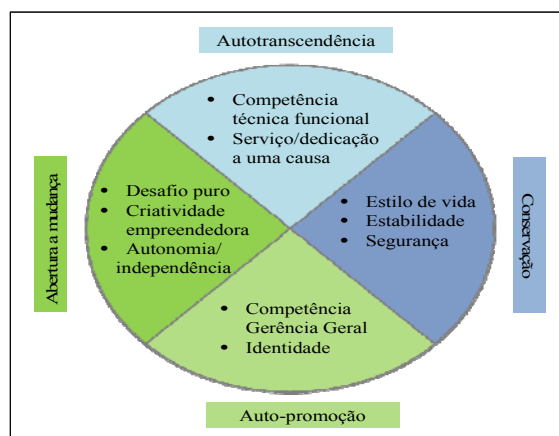 Autotranscendência
• Competência
técnica funcional
• Serviço/dedicação
a uma causa
Abertura a mudança
• Desafio puro
• Criatividade
empreendedora
• Autonomia/
independência
• Estilo de vida
• Estabilidade
• Segurança
Conservação
• Competência
Gerência Geral
• Identidade
Auto-promoção